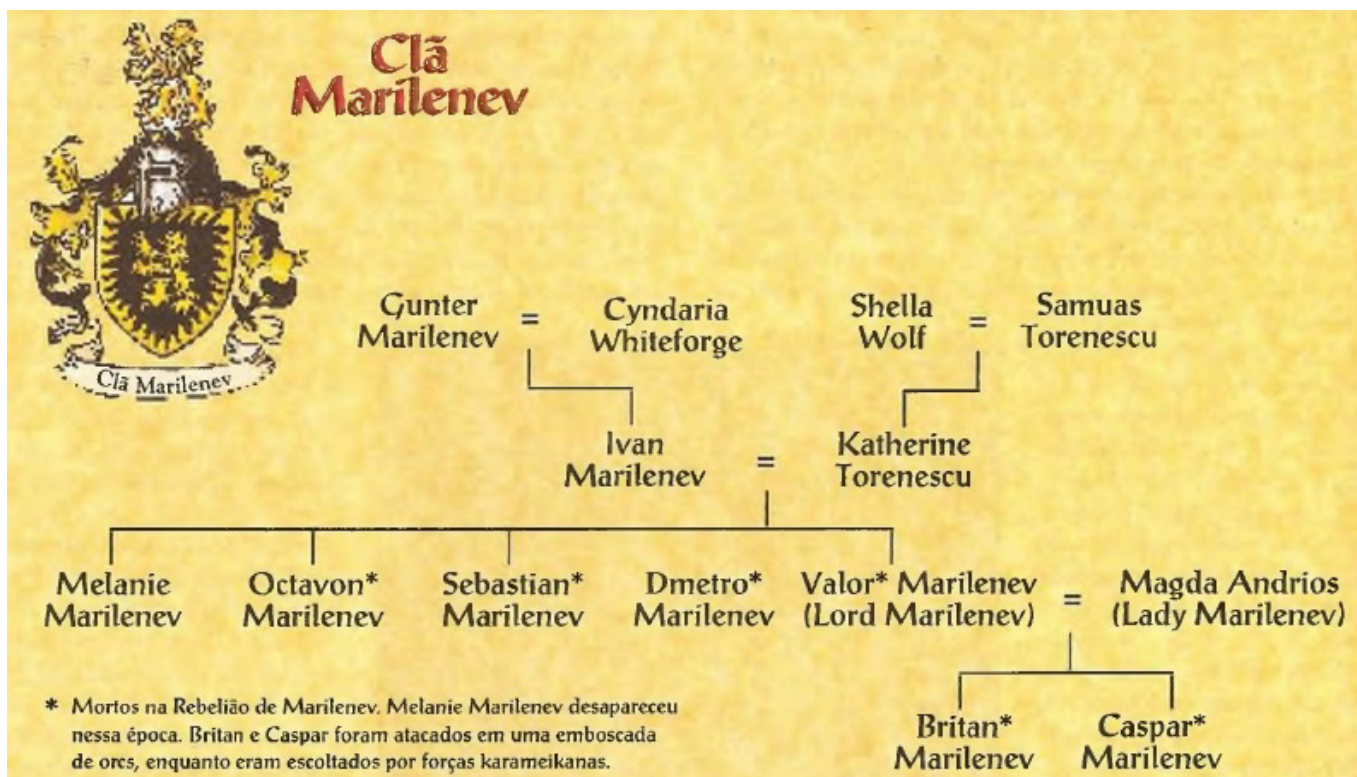 Clã
Marilenev
Clã Marilenev
Gunter
Marilenev
=
Cyndaria
Whiteforge
Shella
Wolf
=
Samuas
Torenescu
Ivan
Marilenev
=
Katherine
Torenescu
Melanie
Marilenev
Octavon*
Marilenev
Sebastian*
Marilenev
Dmetro*
Marilenev
Valor* Marilenev
(Lord Marilenev)
=
Magda Andrios
(Lady Marilenev)
Britan*
Marilenev
Caspar*
Marilenev
* Mortos na Rebelião de Marilenev. Melanie Marilenev desapareceu
nessa época. Britan e Caspar foram atacados em uma emboscada
de orcs, enquanto eram escoltados por forças karameikanas.